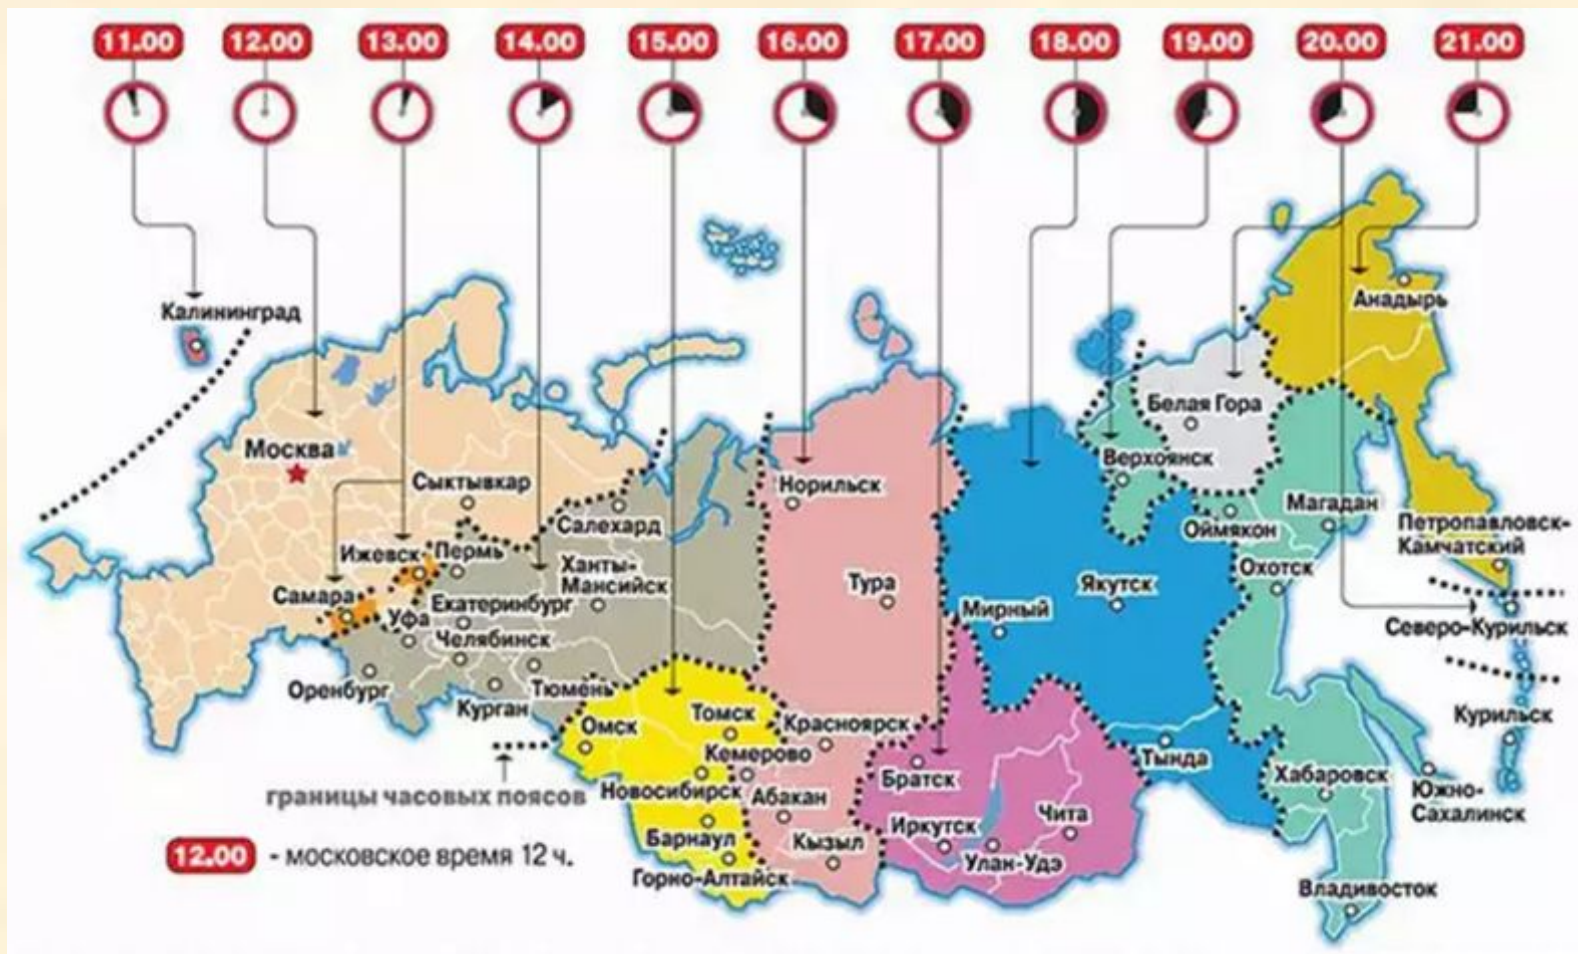 11.00 12.00 13.00 14.00 15.00 16.00 17.00 18.00 19.00 20.00 21.00
Калининград
Анадырь
Белая Гора
Москва
Верхоянск
Сыктывкар
Норильск
Магадан
Салехард
Оймякон
Петропавловск-
Камчатский
Ижевск
Пермь
Ханты-
Мансийск
Тура
Якутск
Охотск
Самара
Екатеринбург
Мирный
Уфа
Северо-Курильск
Челябинск
Оренбург
Тюмень
Курган
Омск
Томск
Красноярск
Курильск
Кемерово
Тында
Братск
Хабаровск
границы часовых поясов
Новосибирск
Абакан
Южно-
Сахалинск
Чита
Иркутск
Барнаул
Кызыл
12.00 - московское время 12 ч.
Улан-Удэ
Горно-Алтайск
Владивосток